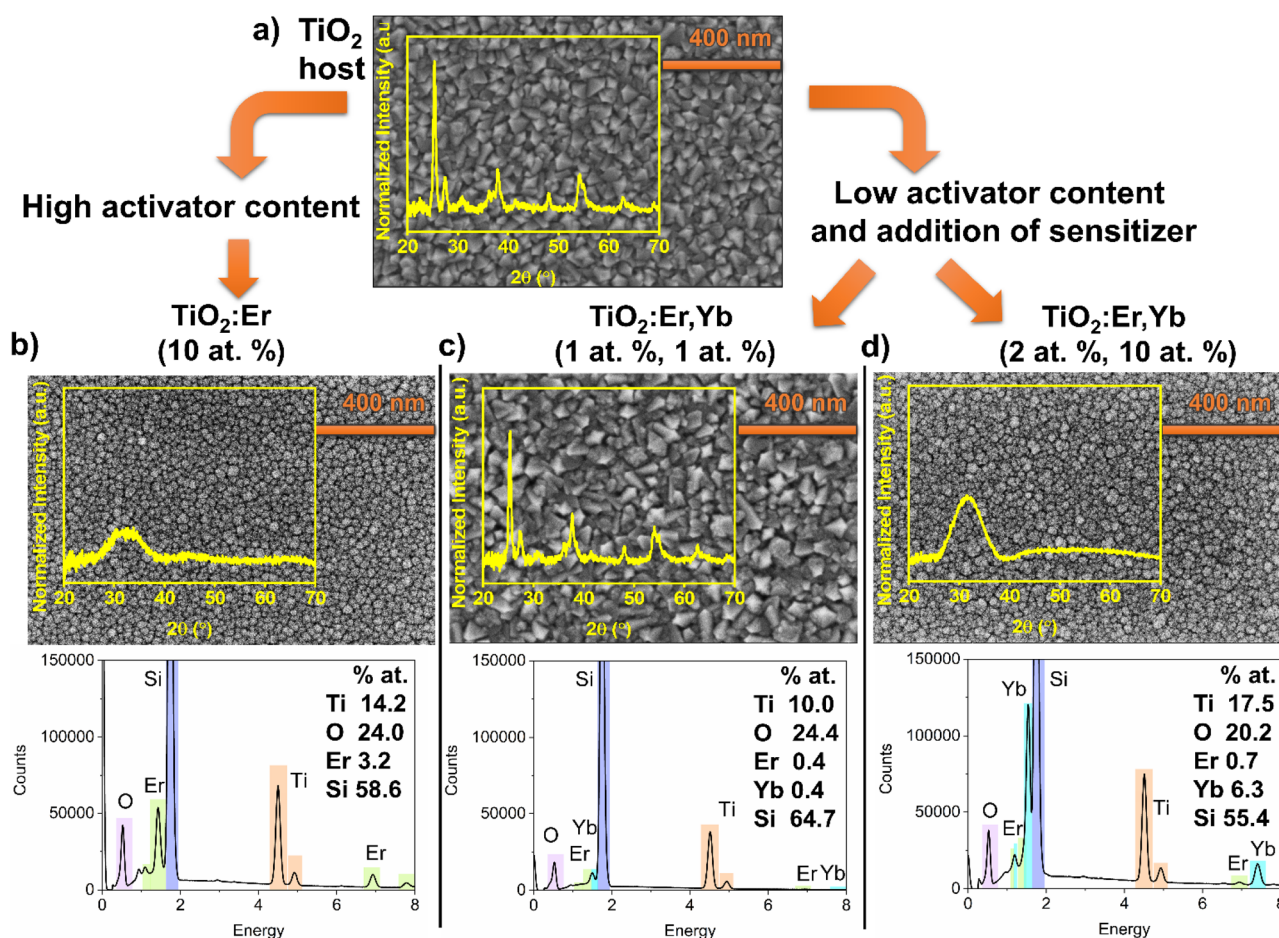 a) TiO2
host
400 nm
Normalized Intensity (a.u
20 30 40 50 60 70
2θ (°)
High activator content
Low activator content
and addition of sensitizer
b)
TiO2:Er
(10 at. %)
400 nm
Normalized Intensity (a.u.)
20 30 40 50 60 70
2θ (°)
150000
100000
50000
0
Counts
0 2 4 6 8
Energy
O
Er
Si
Ti
Er
% at.
Ti 14.2
O 24.0
Er 3.2
Si 58.6
c)
TiO2:Er,Yb
(1 at. %, 1 at. %)
400 nm
Normalized Intensity (a.u.)
20 30 40 50 60 70
2θ (°)
150000
100000
50000
0
Counts
0 2 4 6 8
Energy
O
Yb
Er
Si
Ti
Er Yb
% at.
Ti 10.0
O 24.4
Er 0.4
Yb 0.4
Si 64.7
d)
TiO2:Er,Yb
(2 at. %, 10 at. %)
400 nm
Normalized Intensity (a.u.)
20 30 40 50 60 70
2θ (°)
150000
100000
50000
0
Counts
0 2 4 6 8
Energy
O
Er
Yb
Si
Ti
Er
Yb
% at.
Ti 17.5
O 20.2
Er 0.7
Yb 6.3
Si 55.4